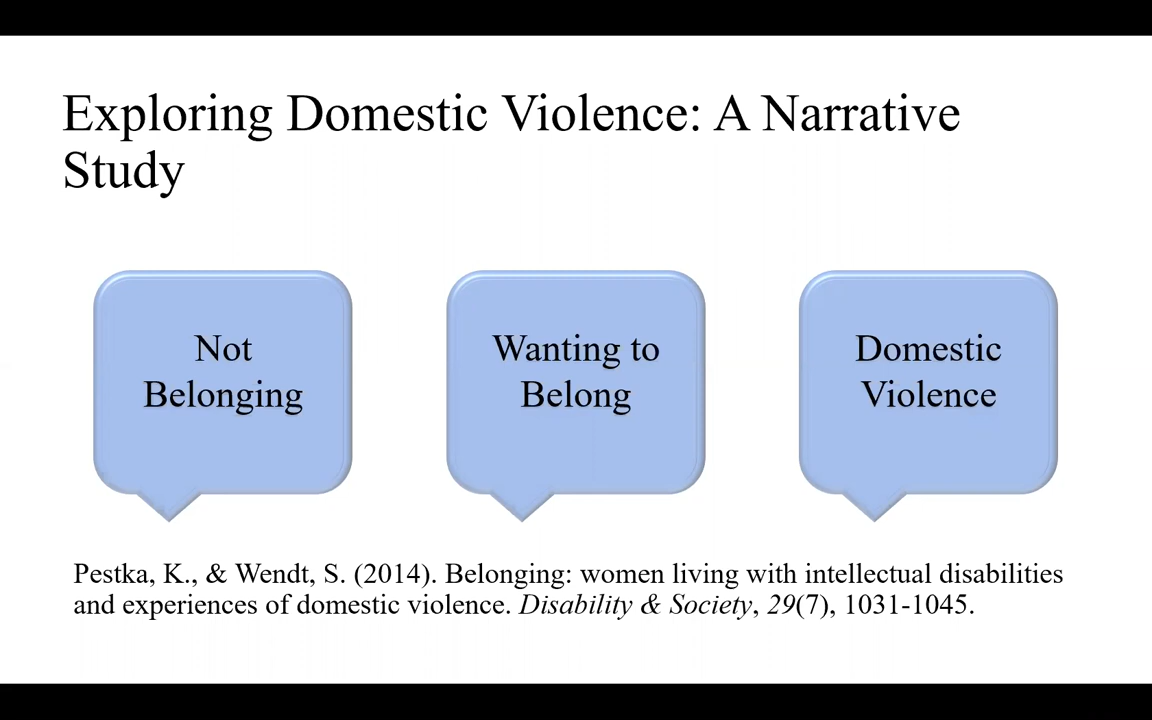 Exploring Domestic Violence: A Narrative
Study
Not
Belonging
Wanting to
Belong
Domestic
Violence
Pestka, K., & Wendt, S. (2014). Belonging: women living with intellectual disabilities
and experiences of domestic violence. Disability & Society, 29(7), 1031-1045.